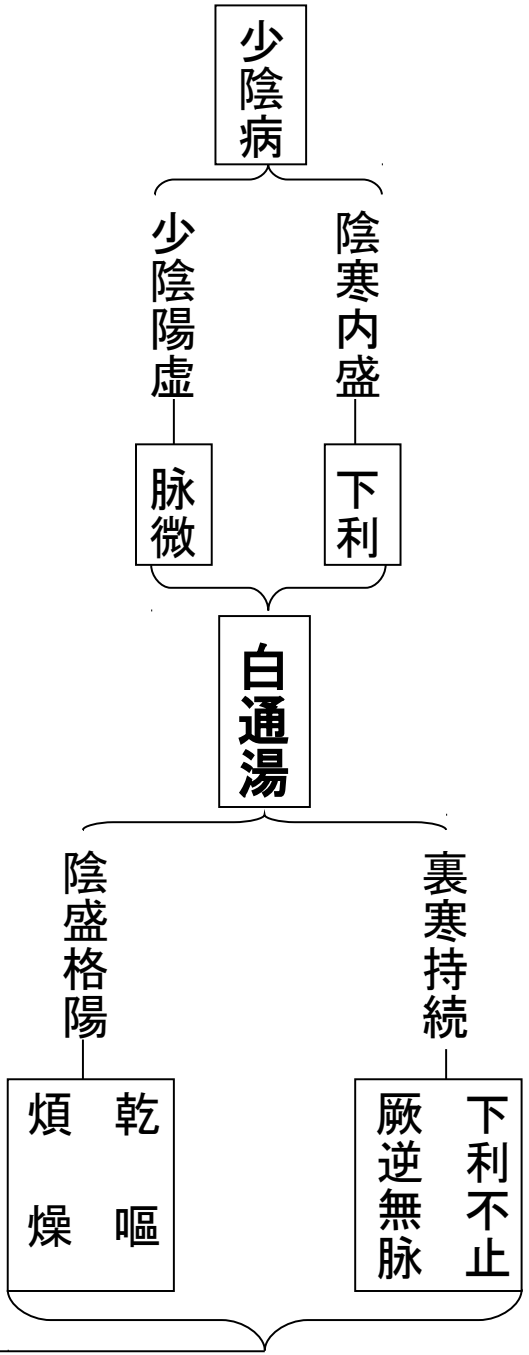 少陰病
陰寒内盛
少陰陽虚
下利
脉微
白通湯
裏寒持続
陰盛格陽
下利不止
厥逆無脉
乾嘔
煩燥